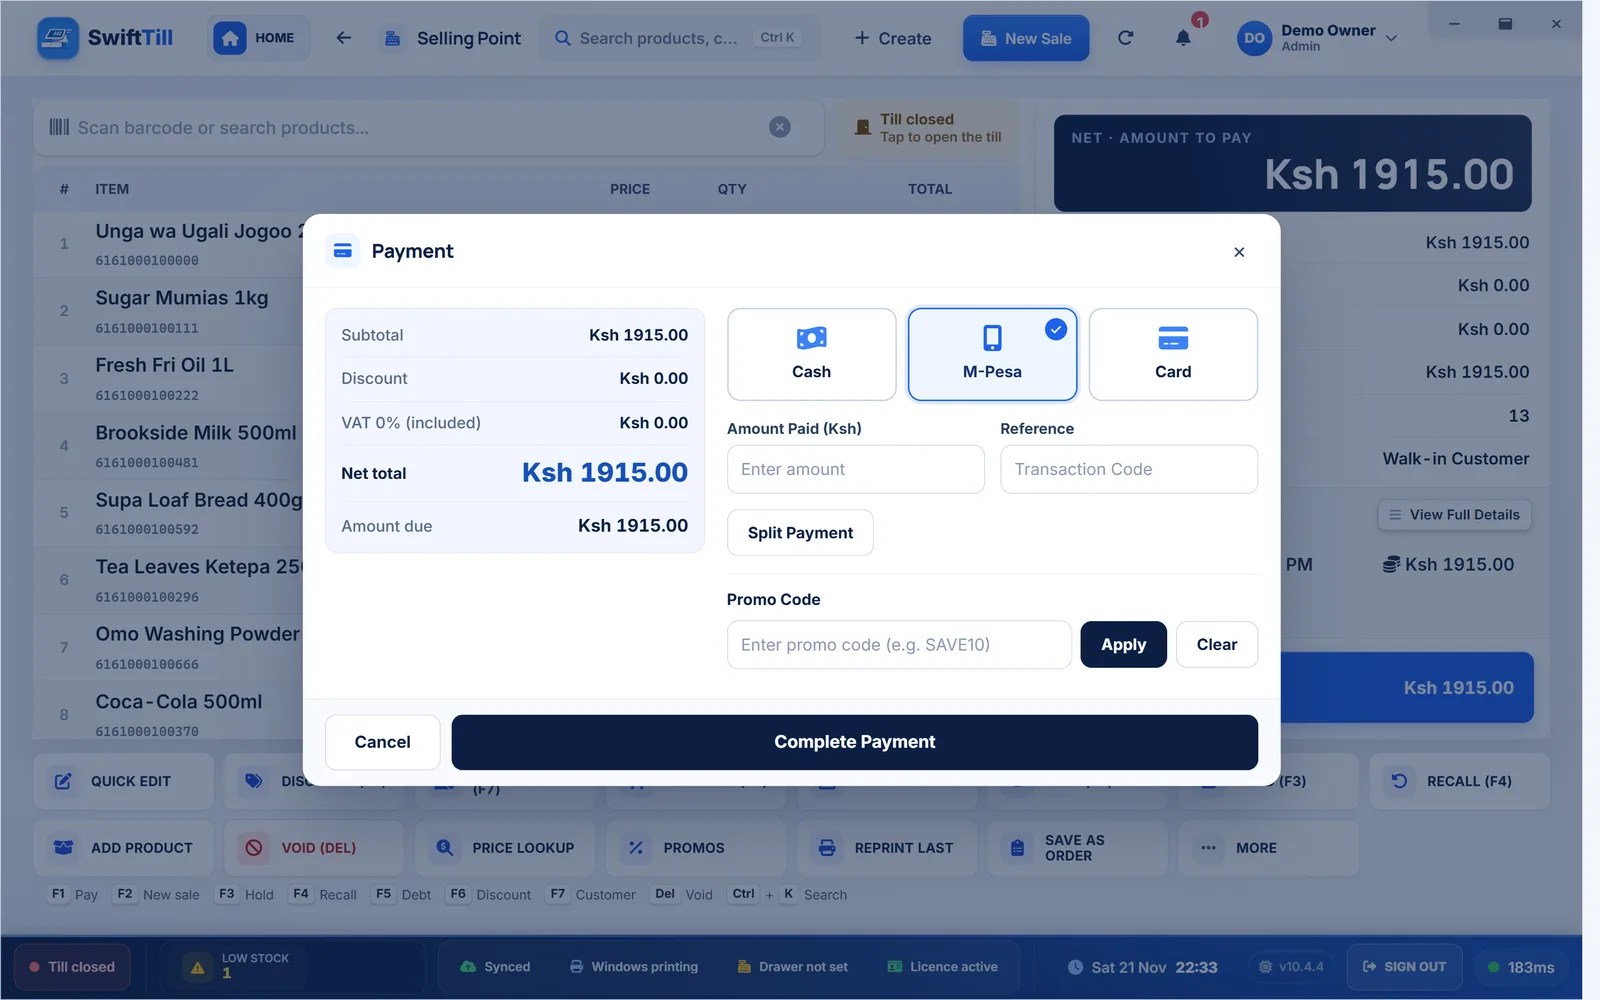 SwiftTill
HOME
Selling Point
Search products, c...
Ctrl K
Create
New Sale
1
DO
Demo Owner
Admin
Scan barcode or search products...
Till closed
Tap to open the till
NET · AMOUNT TO PAY
Ksh 1915.00
# ITEM PRICE QTY TOTAL
1 Unga wa Ugali Jogoo
6161000100000
2 Sugar Mumias 1kg
6161000100111
3 Fresh Fri Oil 1L
6161000100222
4 Brookside Milk 500ml
6161000100481
5 Supa Loaf Bread 400g
6161000100592
6 Tea Leaves Ketepa
6161000100296
7 Omo Washing Powder
6161000100666
8 Coca-Cola 500ml
6161000100370
Ksh 1915.00
Ksh 0.00
Ksh 0.00
Ksh 1915.00
13
Walk-in Customer
View Full Details
PM
Ksh 1915.00
Ksh 1915.00
Payment
Subtotal Ksh 1915.00
Discount Ksh 0.00
VAT 0% (included) Ksh 0.00
Net total Ksh 1915.00
Amount due Ksh 1915.00
Cash
M-Pesa
Card
Amount Paid (Ksh)
Enter amount
Reference
Transaction Code
Split Payment
Promo Code
Enter promo code (e.g. SAVE10)
Apply
Clear
Cancel
Complete Payment
QUICK EDIT
(F7)
(F3)
RECALL (F4)
ADD PRODUCT
VOID (DEL)
PRICE LOOKUP
PROMOS
REPRINT LAST
SAVE AS
ORDER
MORE
F1 Pay F2 New sale F3 Hold F4 Recall F5 Debt F6 Discount F7 Customer Del Void Ctrl + K Search
Till closed
LOW STOCK
1
Synced
Windows printing
Drawer not set
Licence active
Sat 21 Nov 22:33
v10.4.4
SIGN OUT
183ms